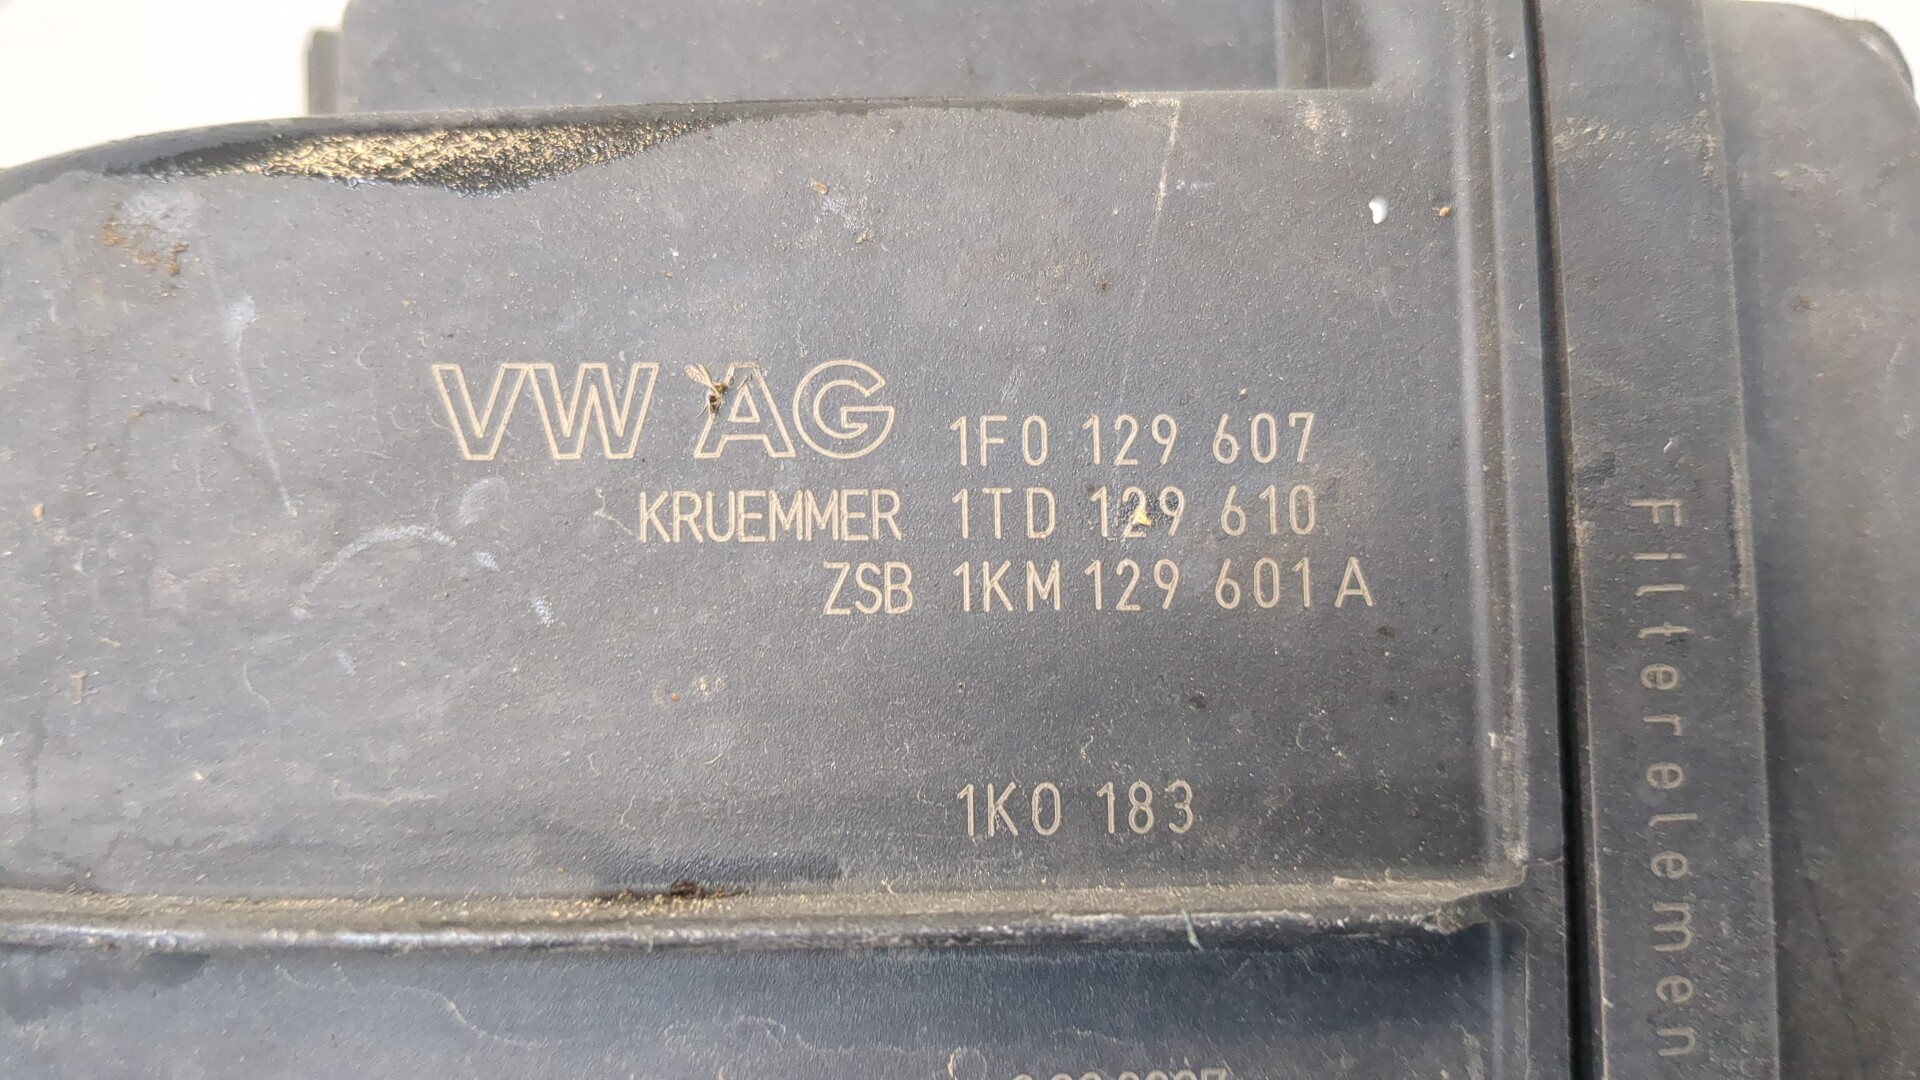 VW AG 1F0 129 607
KRUEMMER 1TD 129 610
ZSB 1KM 129 601 A
1K0 183
Filterelemen